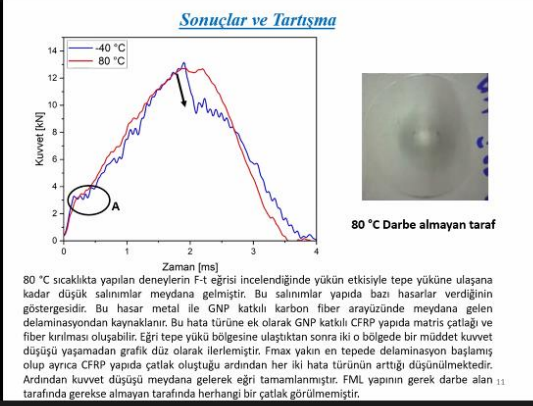 Sonuçlar ve Tartışma
-40 °C
80 °C
14
12
10
8
6
4
2
0
Kuvvet [kN]
A
0
1
2
3
4
Zaman [ms]
80 °C Darbe almayan taraf
80 °C sıcaklıkta yapılan deneylerin F-t eğrisi incelendiğinde yükün etkisiyle tepe yüküne ulaşana
kadar düşük salınımlar meydana gelmiştir. Bu salınımlar yapıda bazı hasarlar verdiğinin
göstergesidir. Bu hasar metal ile GNP katkılı karbon fiber arayüzünde meydana gelen
delaminasyondan kaynaklanır. Bu hata türüne ek olarak GNP katkılı CFRP yapıda matris çatlağı ve
fiber kırılması oluşabilir. Eğri tepe yükü bölgesine ulaştıktan sonra iki o bölgede bir müddet kuvvet
düşüşü yaşamadan grafik düz olarak ilerlemiştir. Fmax yakın en tepede delaminasyon başlamış
olup ayrıca CFRP yapıda çatlak oluştuğu ardından her iki hata türünün arttığı düşünülmektedir.
Ardından kuvvet düşüşü meydana gelerek eğri tamamlanmıştır. FML yapının gerek darbe alan 11
tarafında gerekse almayan tarafında herhangi bir çatlak görülmemiştir.